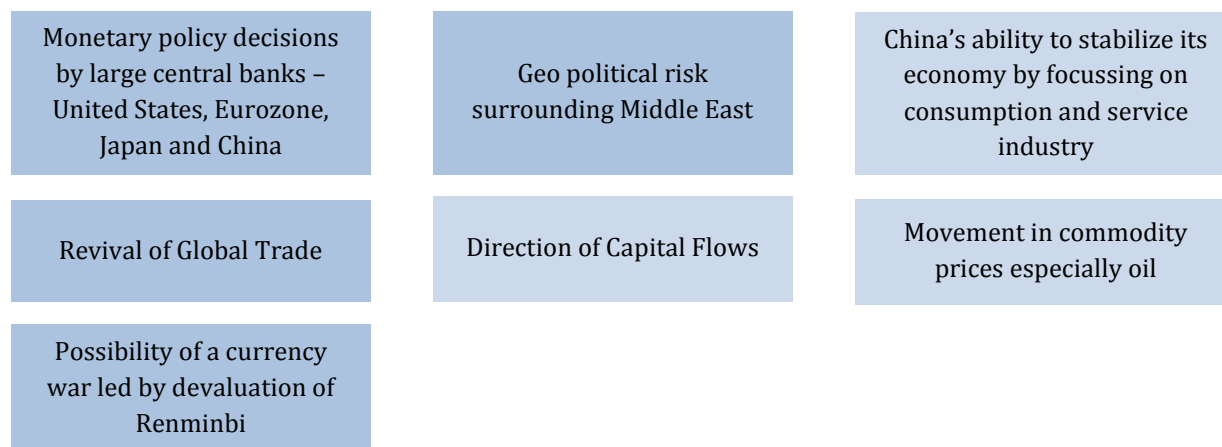 Monetary policy decisions
by large central banks –
United States, Eurozone,
Japan and China
Geo political risk
surrounding Middle East
China’s ability to stabilize its
economy by focussing on
consumption and service
industry
Revival of Global Trade
Direction of Capital Flows
Movement in commodity
prices especially oil
Possibility of a currency
war led by devaluation of
Renminbi